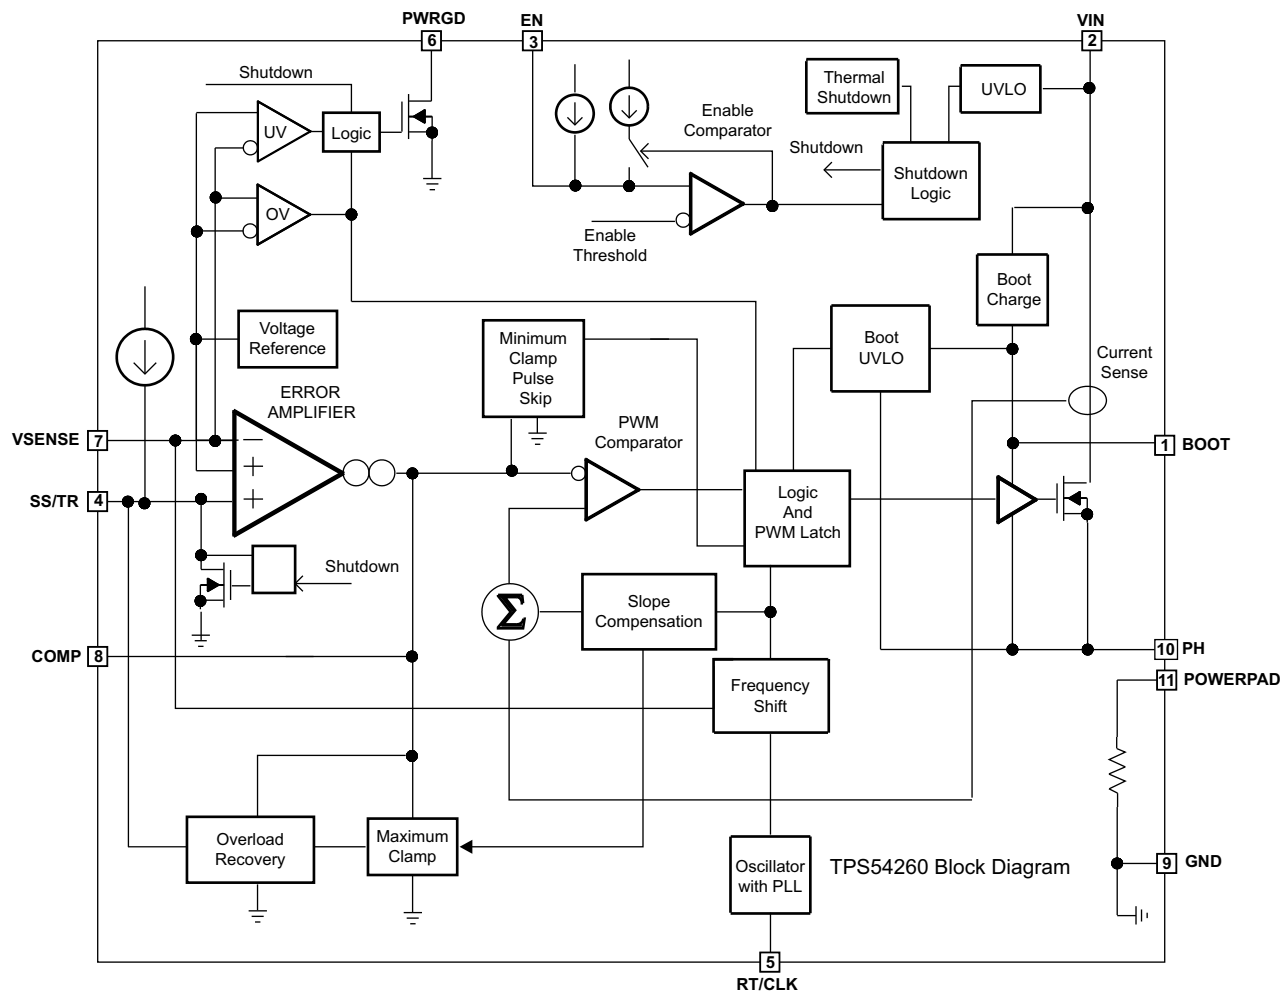 PWRGD
EN
VIN
6
3
2
Shutdown
Thermal
Shutdown
UVLO
UV
Logic
Enable
Comparator
Shutdown
Shutdown
Logic
OV
Enable
Threshold
Boot
Charge
Voltage
Reference
Minimum
Clamp
Pulse
Skip
Boot
UVLO
Current
Sense
ERROR
AMPLIFIER
PWM
Comparator
VSENSE
7
−
+
+
1
BOOT
SS/TR
4
Logic
And
PWM Latch
Shutdown
Σ
Slope
Compensation
COMP
8
10
PH
11
POWERPAD
Frequency
Shift
Overload
Recovery
Maximum
Clamp
Oscillator
with PLL
TPS54260 Block Diagram
9
GND
5
RT/CLK